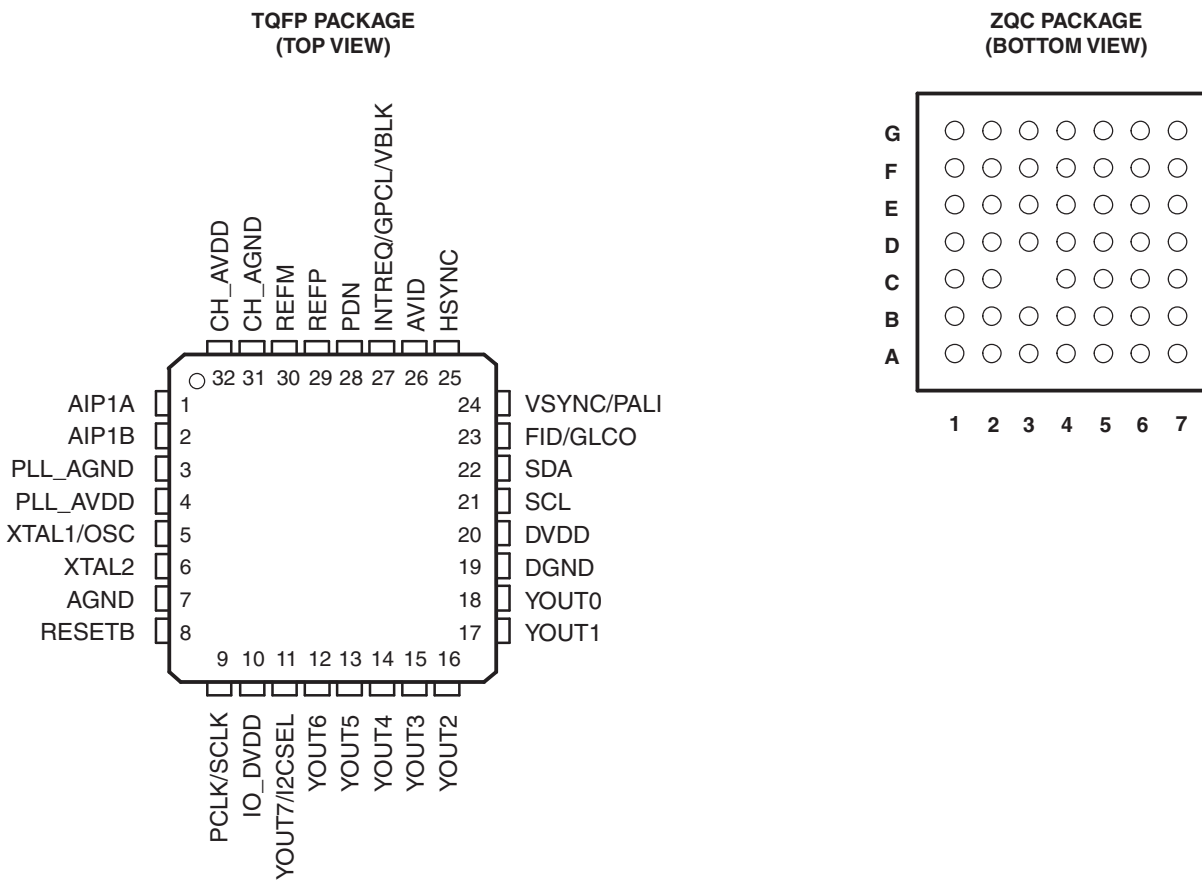 TQFP PACKAGE
(TOP VIEW)
ZQC PACKAGE
(BOTTOM VIEW)
CH_AVDD
CH_AGND
REFM
REFP
PDN
INTREQ/GPCL/VBLK
AVID
HSYNC
32 31 30 29 28 27 26 25
AIP1A 1
AIP1B 2
PLL_AGND 3
PLL_AVDD 4
XTAL1/OSC 5
XTAL2 6
AGND 7
RESETB 8
24 VSYNC/PALI
23 FID/GLCO
22 SDA
21 SCL
20 DVDD
19 DGND
18 YOUT0
17 YOUT1
9 10 11 12 13 14 15 16
PCLK/SCLK
IO_DVDD
YOUT7/I2CSEL
YOUT6
YOUT5
YOUT4
YOUT3
YOUT2
G
F
E
D
C
B
A
1 2 3 4 5 6 7